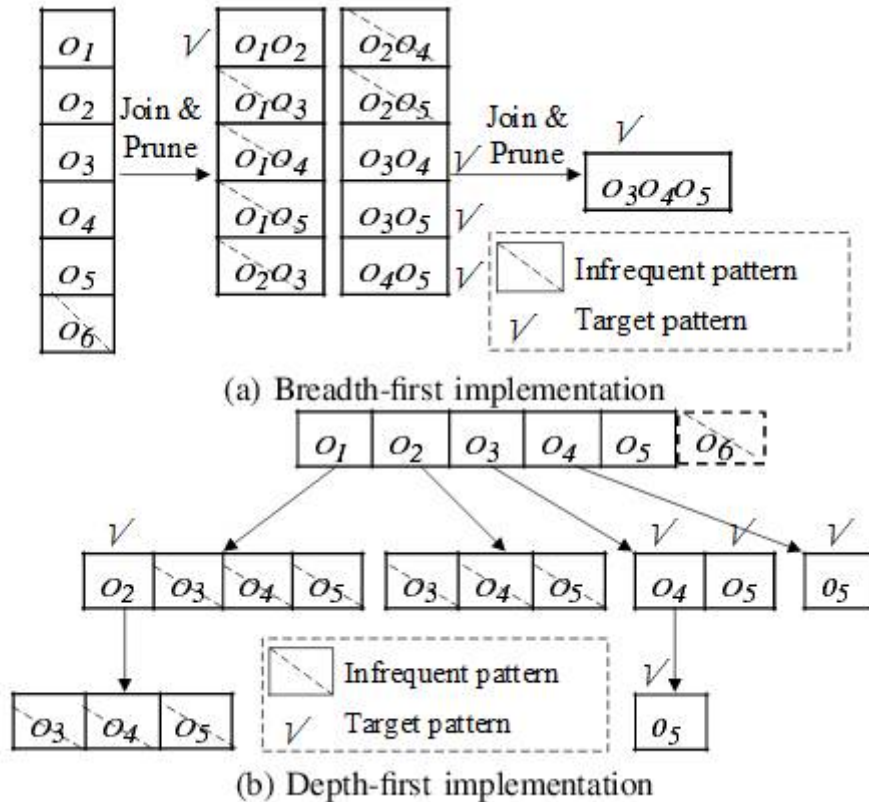 O1
O2
O3
O4
O5
O6
Join &
Prune
V
O1O2
O1O3
O1O4
O1O5
O2O3
O2O4
O2O5
O3O4 V
O3O5 V
O4O5 V
Join &
Prune
V
O3O4O5
Infrequent pattern
V Target pattern
(a) Breadth-first implementation
O1 O2 O3 O4 O5 O6
V V V V
O2 O3 O4 O5 O3 O4 O5 O4 O5 O5
Infrequent pattern
V Target pattern
V
O3 O4 O5 O5
(b) Depth-first implementation